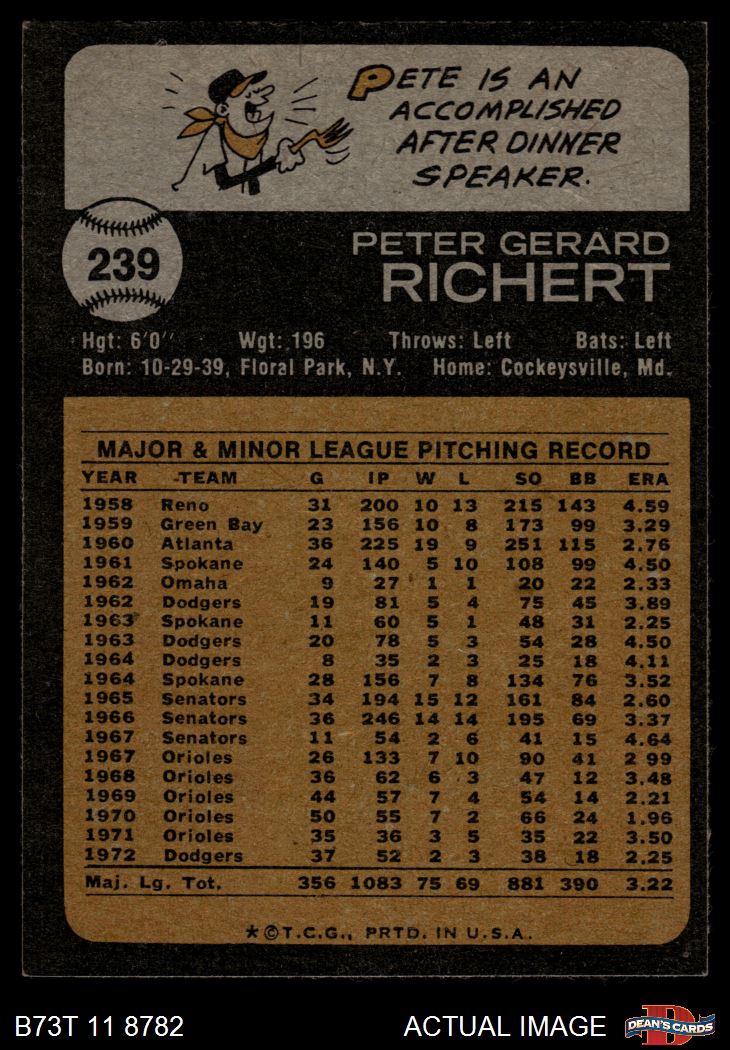 PETE IS AN
ACCOMPLISHED
AFTER DINNER
SPEAKER.
239
PETER GERARD
RICHERT
Hgt: 6'0" Wgt: 196 Throws: Left Bats: Left
Born: 10-29-39, Floral Park, N.Y. Home: Cockeysville, Md.
MAJOR & MINOR LEAGUE PITCHING RECORD
YEAR TEAM G IP W L SO BB ERA
1958 Reno 31 200 10 13 215 143 4.59
1959 Green Bay 23 156 10 8 173 99 3.29
1960 Atlanta 36 225 19 9 251 115 2.76
1961 Spokane 24 140 5 10 108 99 4.50
1962 Omaha 9 27 1 1 20 22 2.33
1962 Dodgers 19 81 5 4 75 45 3.89
1963 Spokane 11 60 5 1 48 31 2.25
1963 Dodgers 20 78 5 3 54 28 4.50
1964 Dodgers 8 35 2 3 25 18 4.11
1964 Spokane 28 156 7 8 134 76 3.52
1965 Senators 34 194 15 12 161 84 2.60
1966 Senators 36 246 14 14 195 69 3.37
1967 Senators 11 54 2 6 41 15 4.64
1967 Orioles 26 133 7 10 90 41 2 99
1968 Orioles 36 62 6 3 47 12 3.48
1969 Orioles 44 57 7 4 54 14 2.21
1970 Orioles 50 55 7 2 66 24 1.96
1971 Orioles 35 36 3 5 35 22 3.50
1972 Dodgers 37 52 2 3 38 18 2.25
Maj. Lg. Tot. 356 1083 75 69 881 390 3.22
*©T.C.G., PRTD. IN U.S.A.
B73T 11 8782 ACTUAL IMAGE DEAN'S CARDS